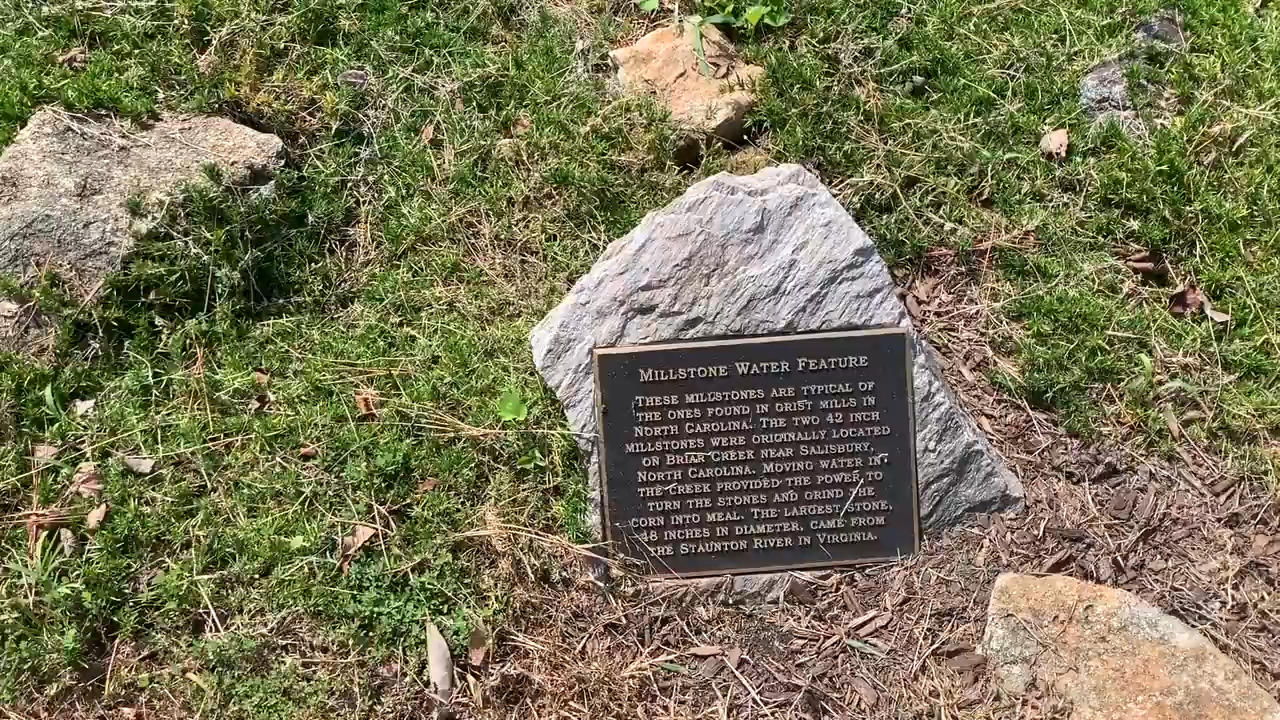 Millstone Water Feature
These millstones are typical of
the ones found in grist mills in
North Carolina. The two 42 inch
millstones were originally located
on Briar Creek near Salisbury,
North Carolina. Moving water in
the creek provided the power to
turn the stones and grind the
corn into meal. The largest stone,
48 inches in diameter, came from
the Staunton River in Virginia.